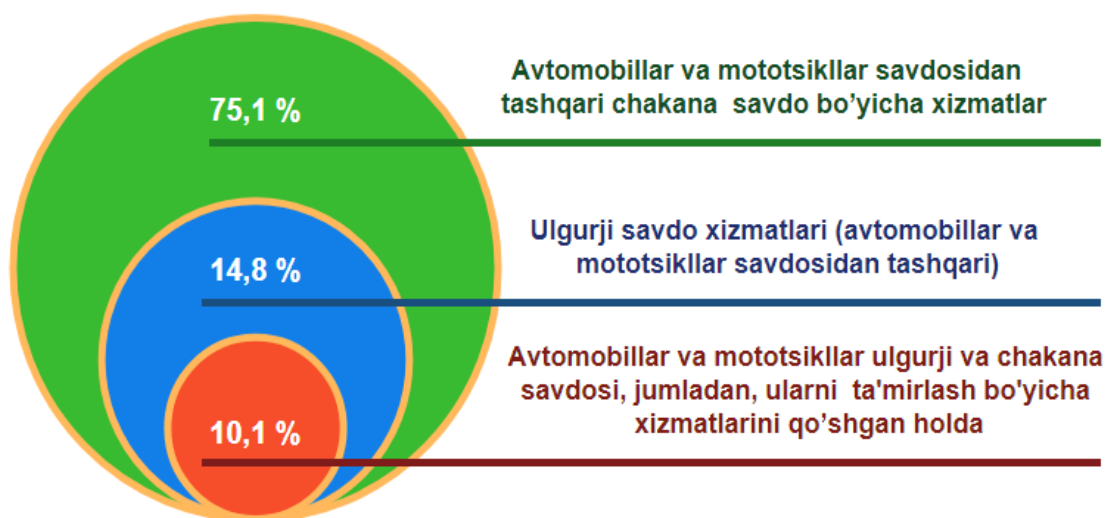 75,1 %
Avtomobillar va mototsikllar savdosidan
tashqari chakana savdo bo’yicha xizmatlar
14,8 %
Ulgurji savdo xizmatlari (avtomobillar va
mototsikllar savdosidan tashqari)
10,1 %
Avtomobillar va mototsikllar ulgurji va chakana
savdosi, jumladan, ularni ta'mirlash bo'yicha
xizmatlarini qo’shgan holda